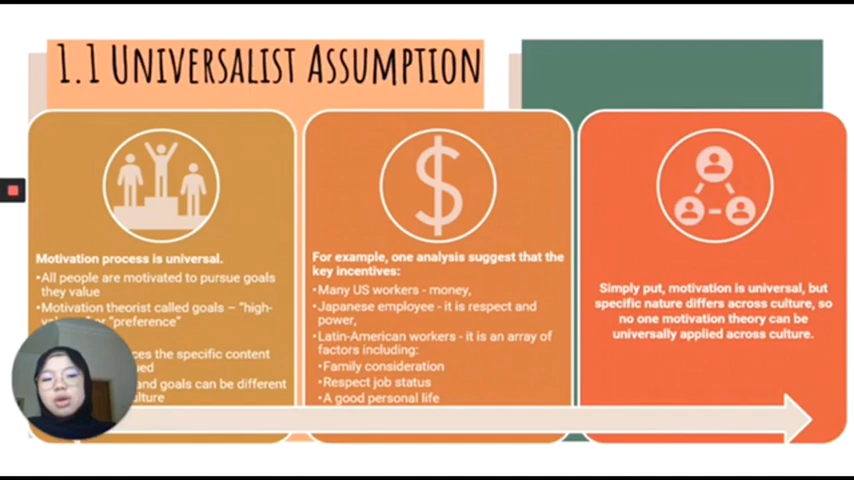 1.1 UNIVERSALIST ASSUMPTION
Motivation process is universal.
•All people are motivated to pursue goals
they value
•Motivation theorist called goals – "high-
or "preference"
the specific content
and goals can be different
For example, one analysis suggest that the
key incentives:
•Many US workers - money,
•Japanese employee - it is respect and
power,
•Latin-American workers - it is an array of
factors including:
•Family consideration
•Respect job status
•A good personal life
Simply put, motivation is universal, but
specific nature differs across culture, so
no one motivation theory can be
universally applied across culture.